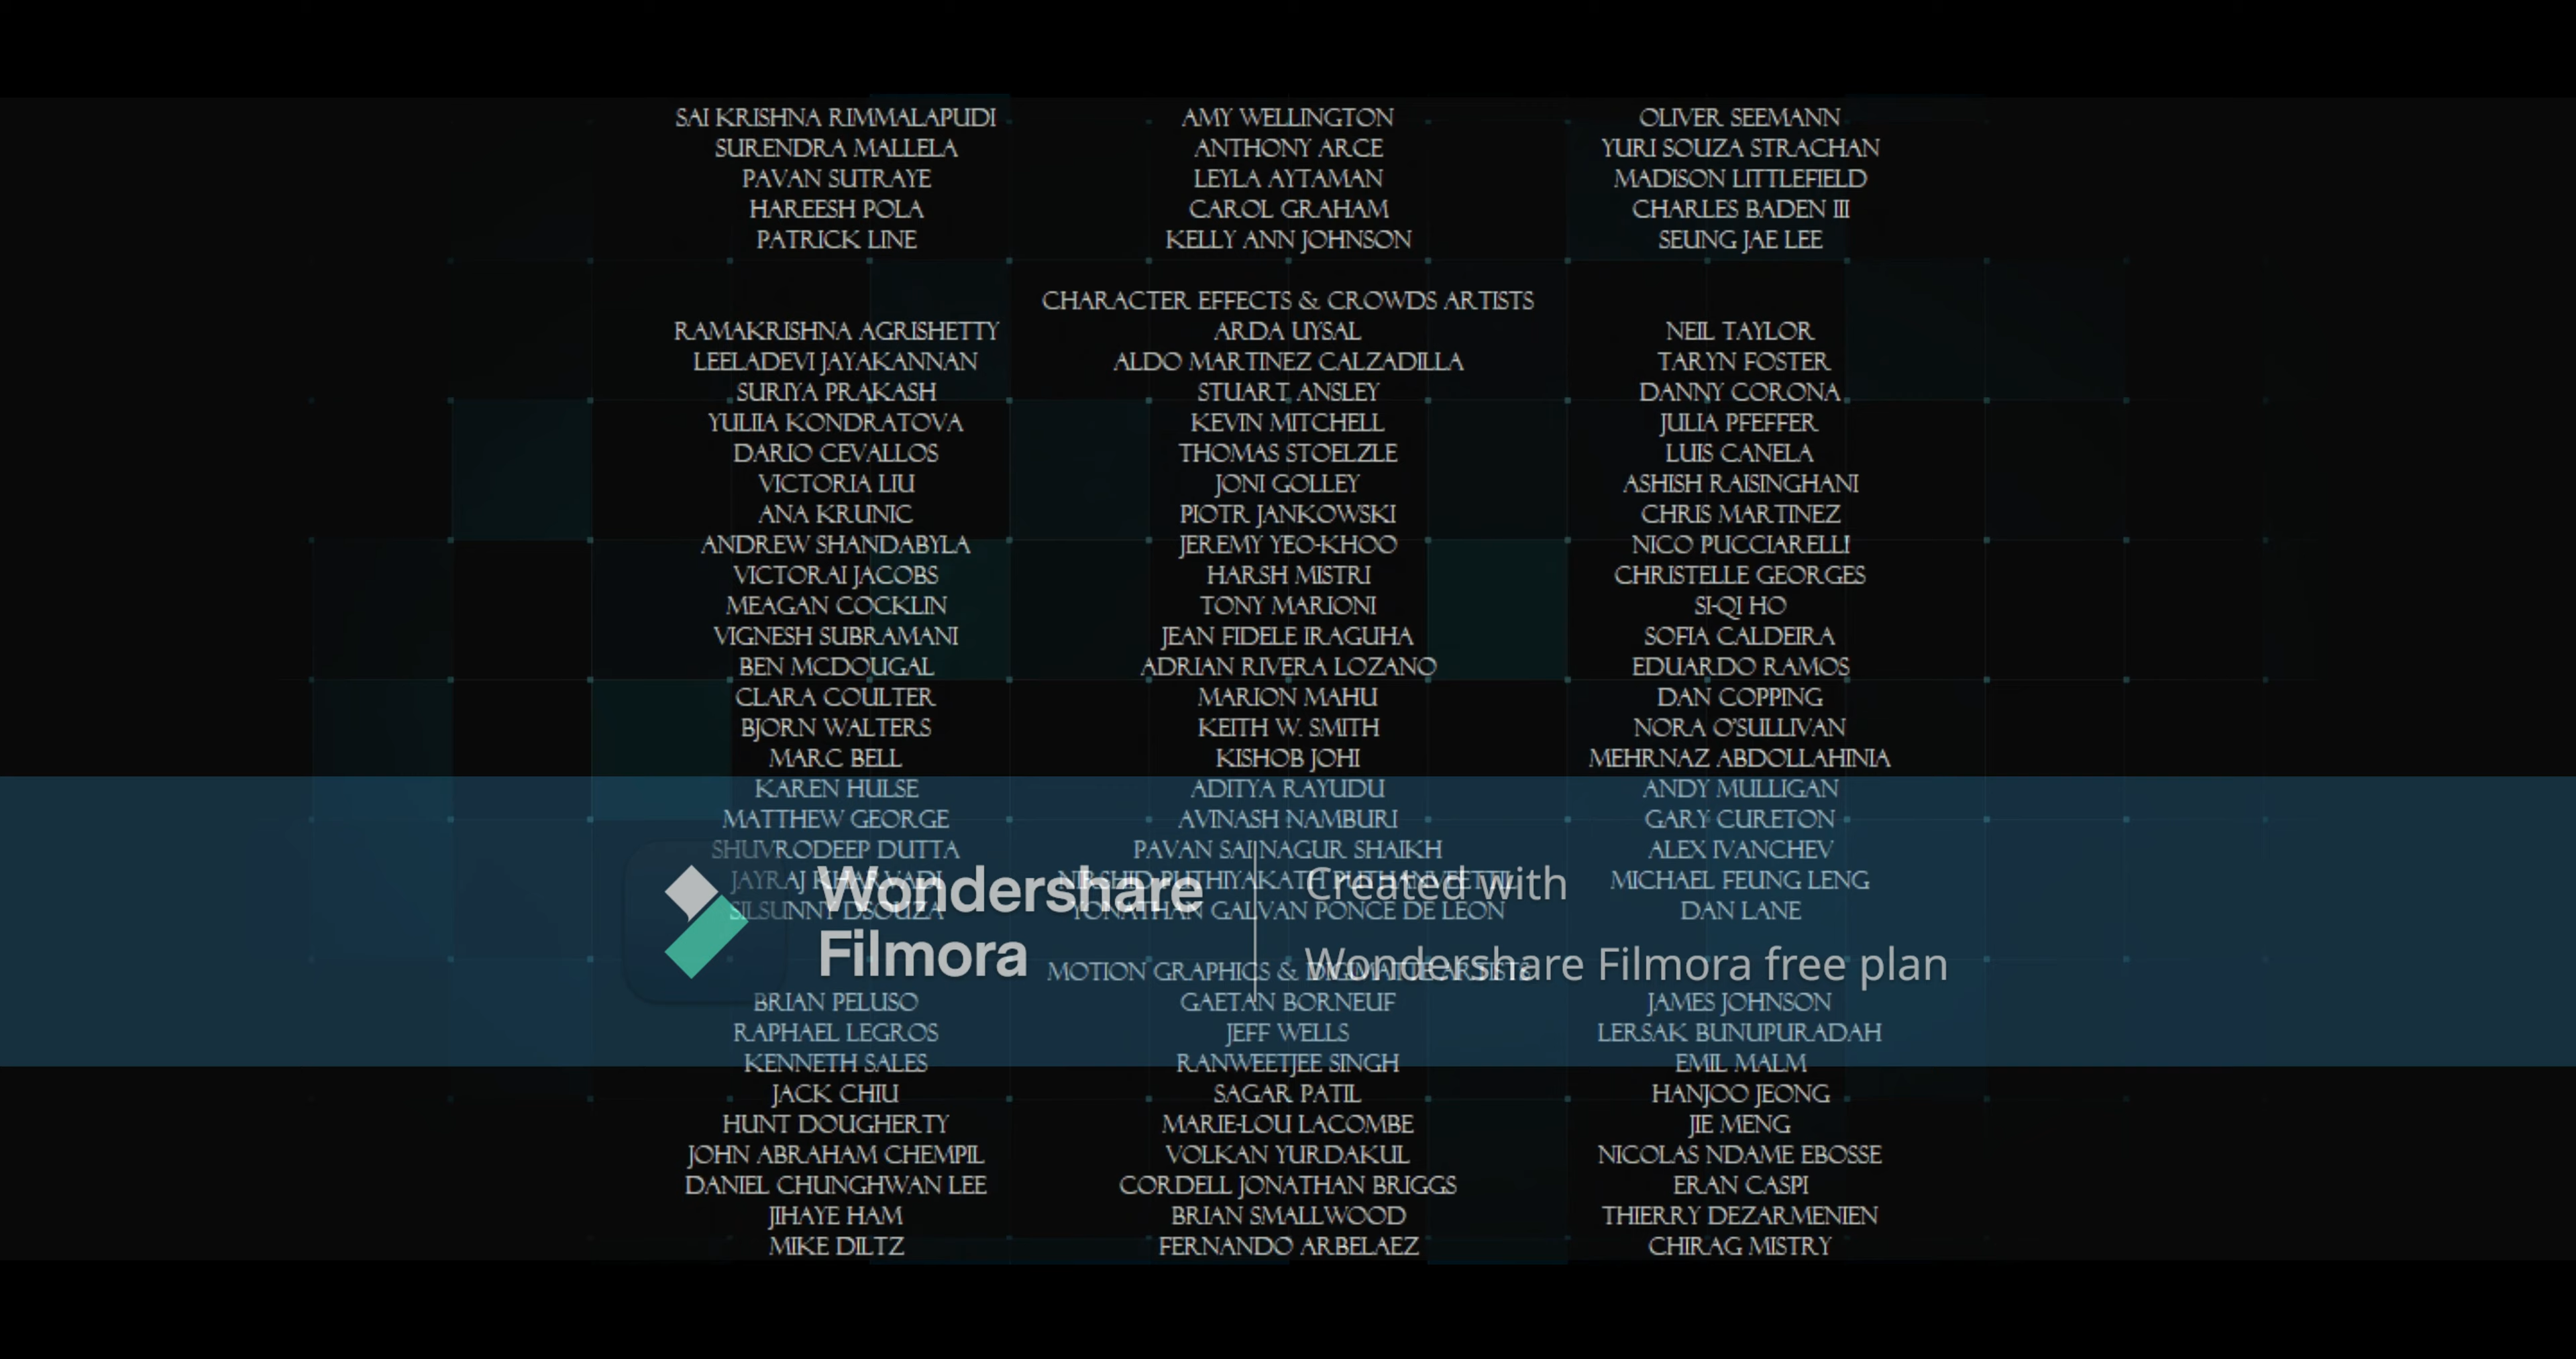 SAI KRISHNA RIMMALAPUDI AMY WELLINGTON OLIVER SEEMANN
SURENDRA MALLELA ANTHONY ARCE YURI SOUZA STRACHAN
PAVAN SUTRAYE LEYLA AYTAMAN MADISON LITTLEFIELD
HAREESH POLA CAROL GRAHAM CHARLES BADEN III
PATRICK LINE KELLY ANN JOHNSON SEUNG JAE LEE
CHARACTER EFFECTS & CROWDS ARTISTS
RAMAKRISHNA AGRISHETTY ARDA UYSAL NEIL TAYLOR
LEELADEVI JAYAKANNAN ALDO MARTINEZ CALZADILLA TARYN FOSTER
SURIYA PRAKASH STUART ANSLEY DANNY CORONA
YULIIA KONDRATOVA KEVIN MITCHELL JULIA PFEFFER
DARIO CEVALLOS THOMAS STOELZLE LUIS CANELA
VICTORIA LIU JONI GOLLEY ASHISH RAISINGHANI
ANA KRUNIC PIOTR JANKOWSKI CHRIS MARTINEZ
ANDREW SHANDABYLA JEREMY YEO-KHOO NICO PUCCIARELLI
VICTORAI JACOBS HARSH MISTRI CHRISTELLE GEORGES
MEAGAN COCKLIN TONY MARIONI SI-QI HO
VIGNESH SUBRAMANI JEAN FIDELE IRAGUHA SOFIA CALDEIRA
BEN MCDOUGAL ADRIAN RIVERA LOZANO EDUARDO RAMOS
CLARA COULTER MARION MAHU DAN COPPING
BJORN WALTERS KEITH W. SMITH NORA O'SULLIVAN
MARC BELL KISHOB JOHI MEHRNAZ ABDOLLAHINIA
KAREN HULSE ADITYA RAYUDU ANDY MULLIGAN
MATTHEW GEORGE AVINASH NAMBURI GARY CURETON
SHUVRODEEP DUTTA PAVAN SAI NAGUR SHAIKH ALEX IVANCHEV
JAYRAJ MICHAEL FEUNG LENG
SILSUNNY DSOUZA YONATHAN GALVAN PONCE DE LEON DAN LANE
Wondershare
Filmora
Created with
Wondershare Filmora free plan
MOTION GRAPHICS & ARTISTS
BRIAN PELUSO GAETAN BORNEUF JAMES JOHNSON
RAPHAEL LEGROS JEFF WELLS LERSAK BUNUPURADAH
KENNETH SALES RANWEETJEE SINGH EMIL MALM
JACK CHIU SAGAR PATIL HANJOO JEONG
HUNT DOUGHERTY MARIE-LOU LACOMBE JIE MENG
JOHN ABRAHAM CHEMPIL VOLKAN YURDAKUL NICOLAS NDAME EBOSSE
DANIEL CHUNGHWAN LEE CORDELL JONATHAN BRIGGS ERAN CASPI
JIHAYE HAM BRIAN SMALLWOOD THIERRY DEZARMENIEN
MIKE DILTZ FERNANDO ARBELAEZ CHIRAG MISTRY